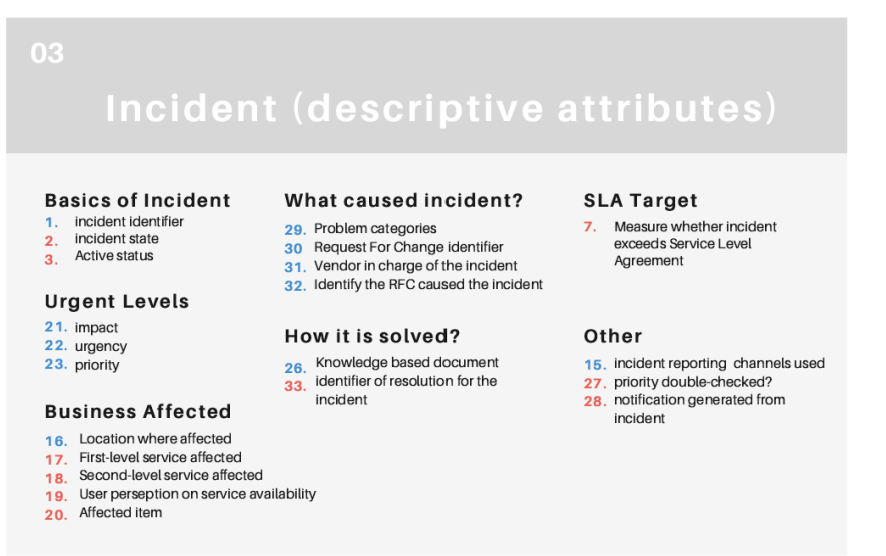 03
Incident (descriptive attributes)
Basics of Incident
1. incident identifier
2. incident state
3. Active status
Urgent Levels
21. impact
22. urgency
23. priority
Business Affected
16. Location where affected
17. First-level service affected
18. Second-level service affected
19. User perseption on service availability
20. Affected item
What caused incident?
29. Problem categories
30 Request For Change identifier
31. Vendor in charge of the incident
32. Identify the RFC caused the incident
How it is solved?
26. Knowledge based document
33. identifier of resolution for the
incident
SLA Target
7. Measure whether incident
exceeds Service Level
Agreement
Other
15. incident reporting channels used
27. priority double-checked?
28. notification generated from
incident